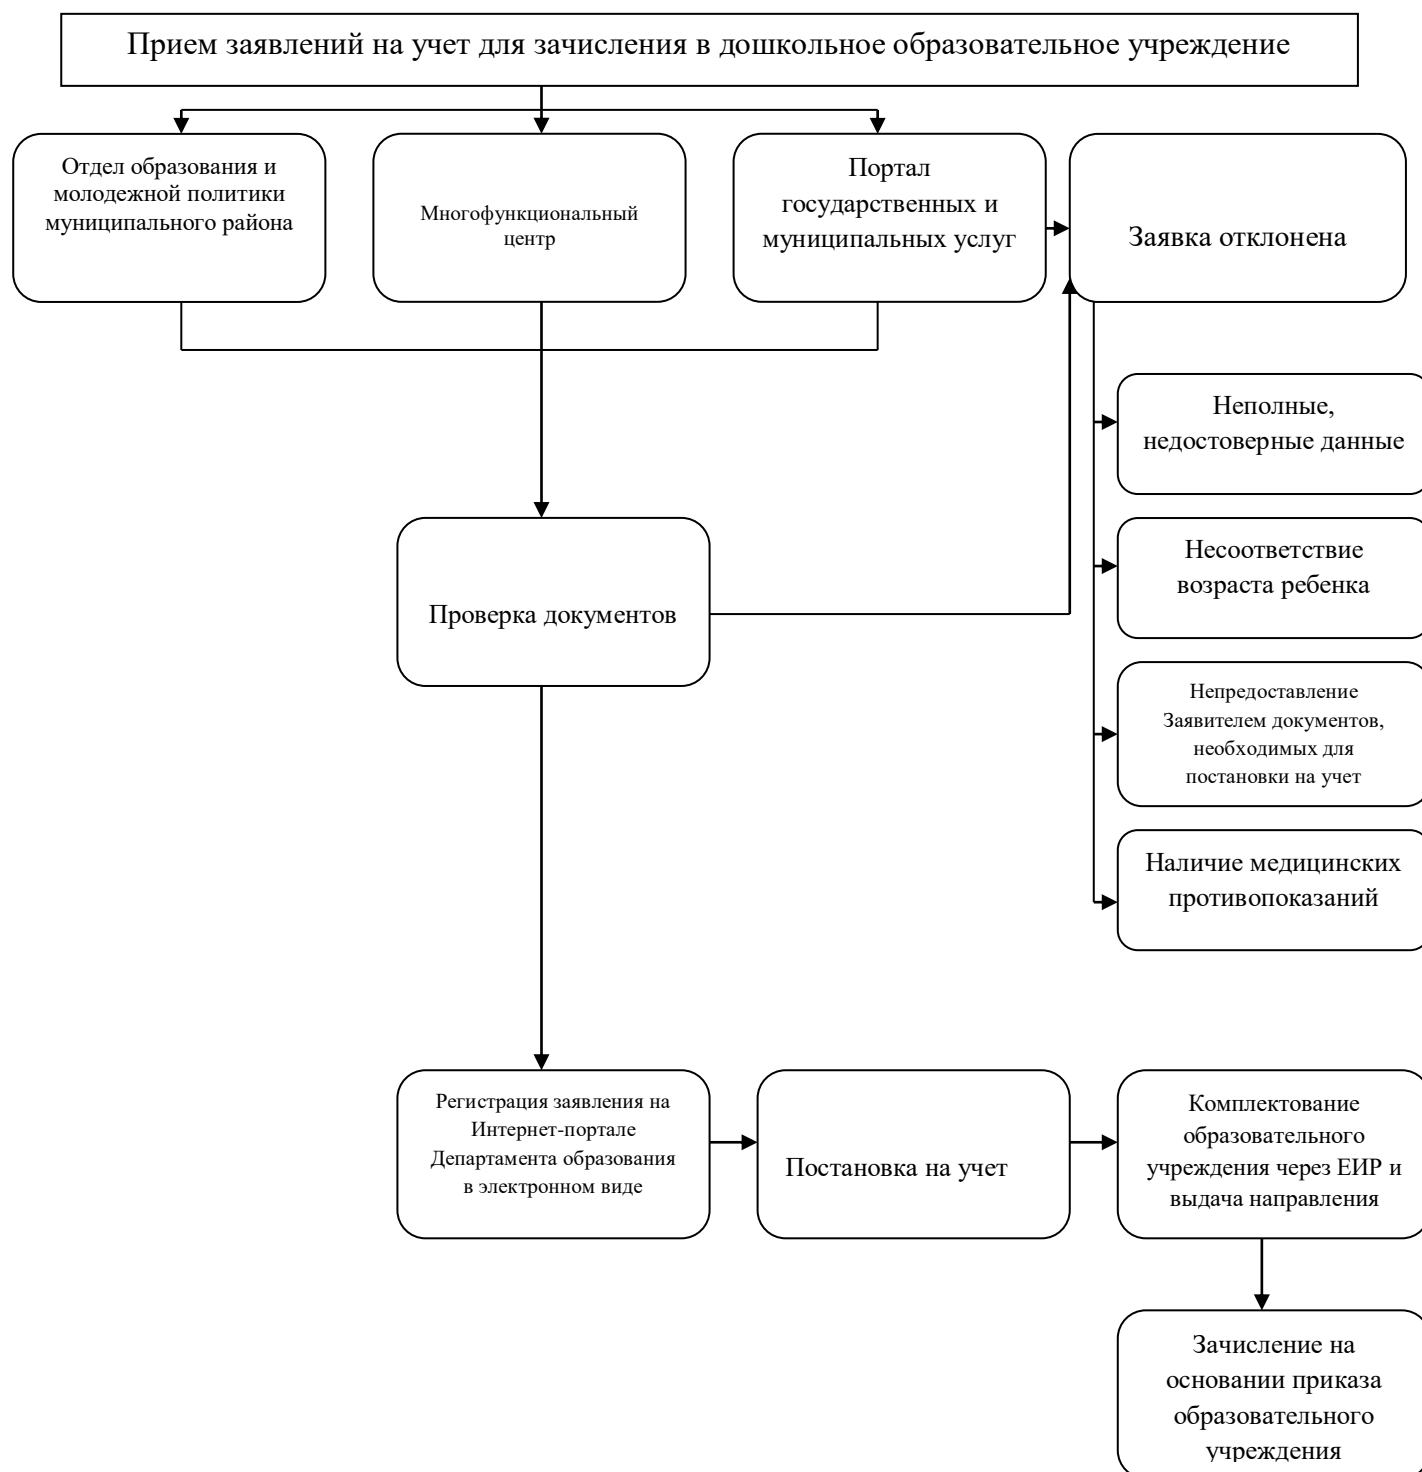 Прием заявлений на учет для зачисления в дошкольное образовательное учреждение
Отдел образования и
молодежной политики
муниципального района
Многофункциональный
центр
Портал
государственных и
муниципальных услуг
Заявка отклонена
Неполные,
недостоверные данные
Несоответствие
возраста ребенка
Проверка документов
Непредоставление
Заявителем документов,
необходимых для
постановки на учет
Наличие медицинских
противопоказаний
Регистрация заявления на
Интернет-портале
Департамента образования
в электронном виде
Постановка на учет
Комплектование
образовательного
учреждения через ЕИР и
выдача направления
Зачисление на
основании приказа
образовательного
учреждения